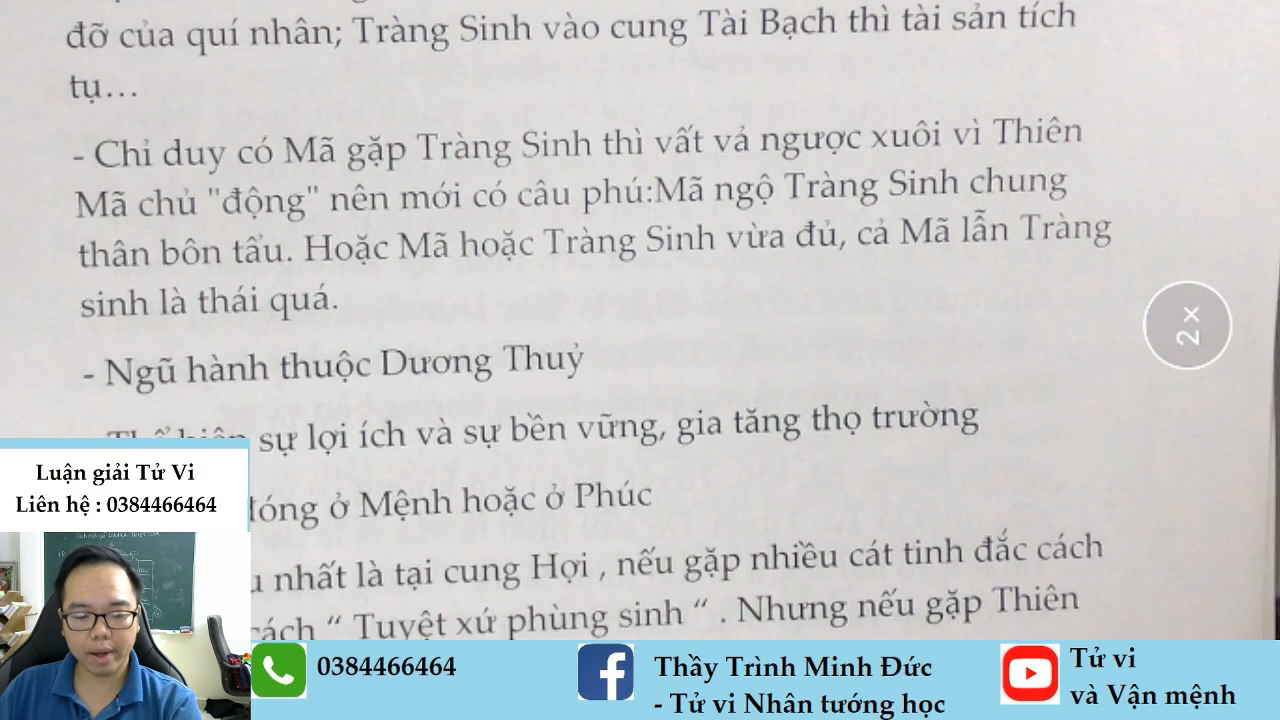 đỡ của quí nhân; Tràng Sinh vào cung Tài Bạch thì tài sản tích
tụ...
- Chỉ duy có Mã gặp Tràng Sinh thì vất vả ngược xuôi vì Thiên
Mã chủ "động" nên mới có câu phú:Mã ngộ Tràng Sinh chung
thân bôn tẩu. Hoặc Mã hoặc Tràng Sinh vừa đủ, cả Mã lẫn Tràng
sinh là thái quá.
- Ngũ hành thuộc Dương Thuỷ
sự lợi ích và sự bền vững, gia tăng thọ trường
đóng ở Mệnh hoặc ở Phúc
nhất là tại cung Hợi , nếu gặp nhiều cát tinh đắc cách
cách “ Tuyệt xứ phùng sinh “ . Nhưng nếu gặp Thiên
2 ×
Luận giải Tử Vi
Liên hệ : 0384466464
0384466464
Thầy Trình Minh Đức
- Tử vi Nhân tướng học
Tử vi
và Vận mệnh